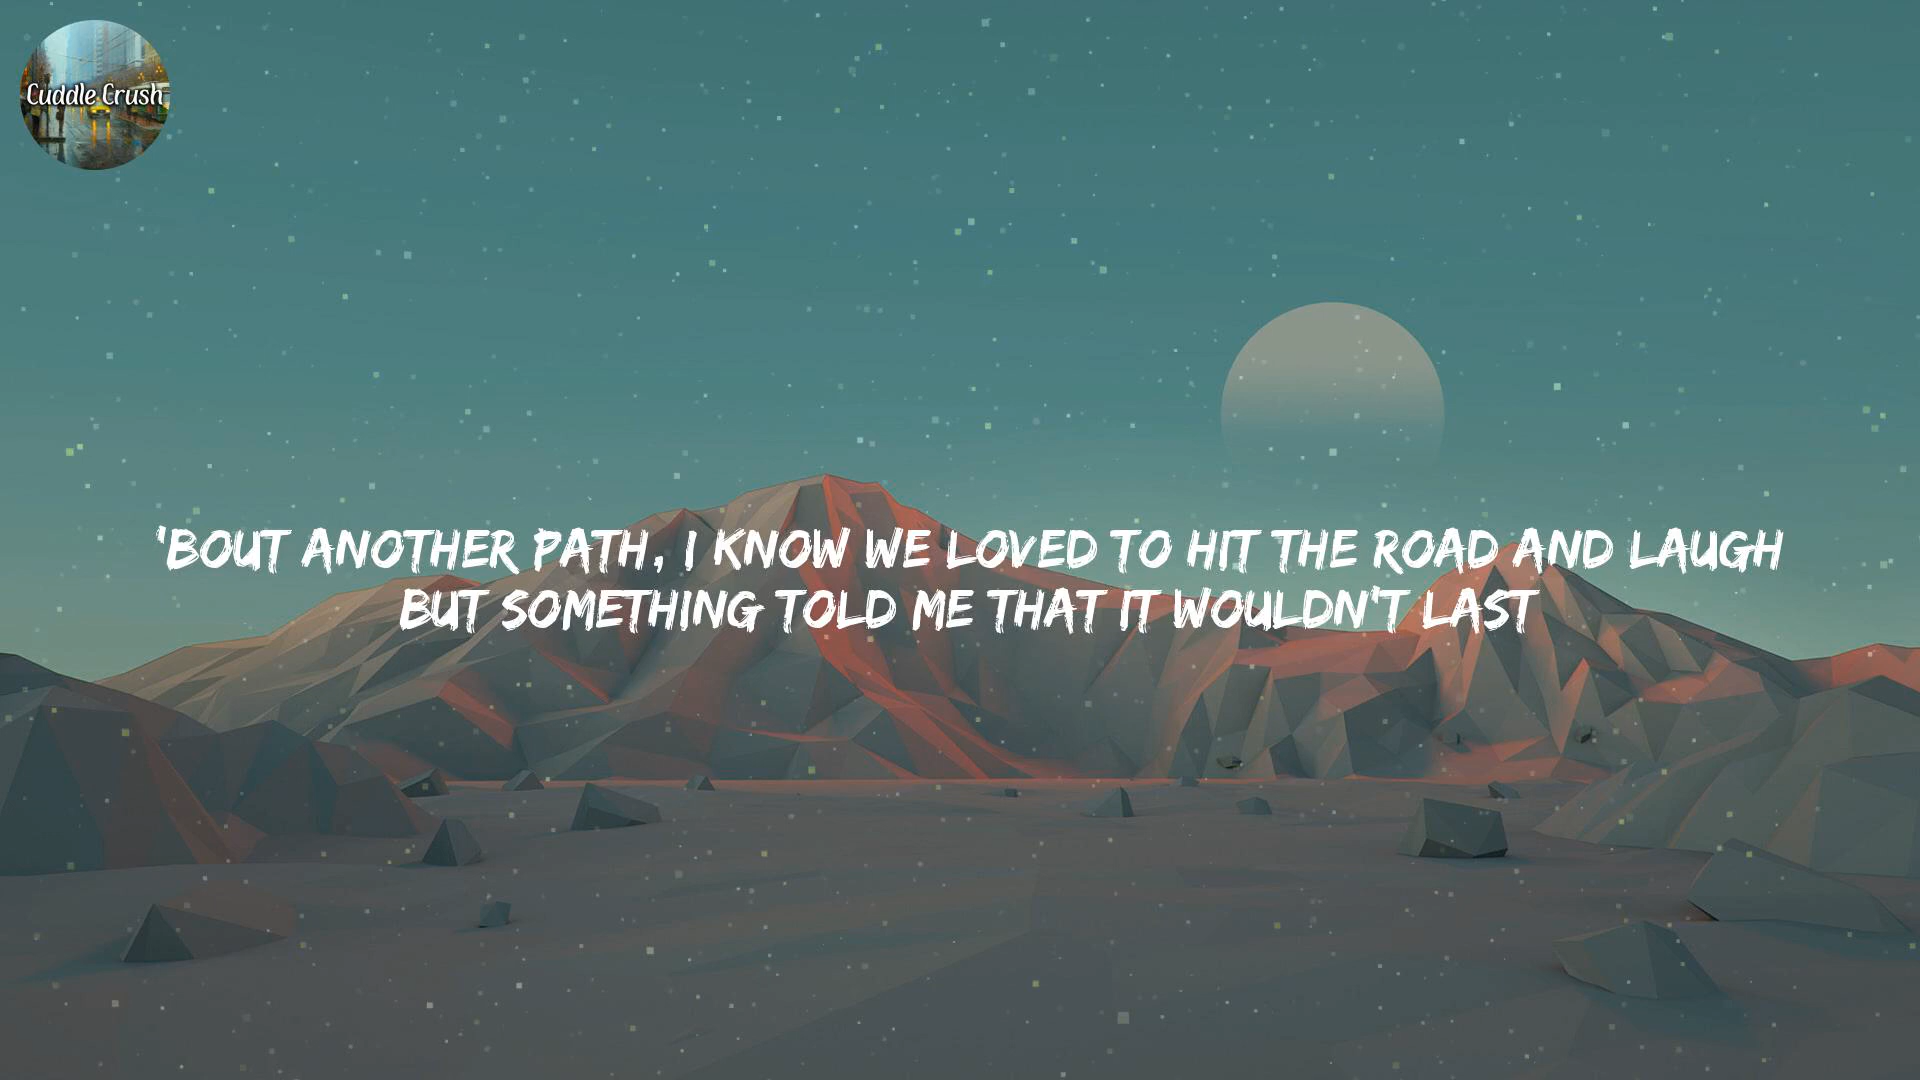 Cuddle Crush
'BOUT ANOTHER PATH, I KNOW WE LOVED TO HIT THE ROAD AND LAUGH
BUT SOMETHING TOLD ME THAT IT WOULDN'T LAST